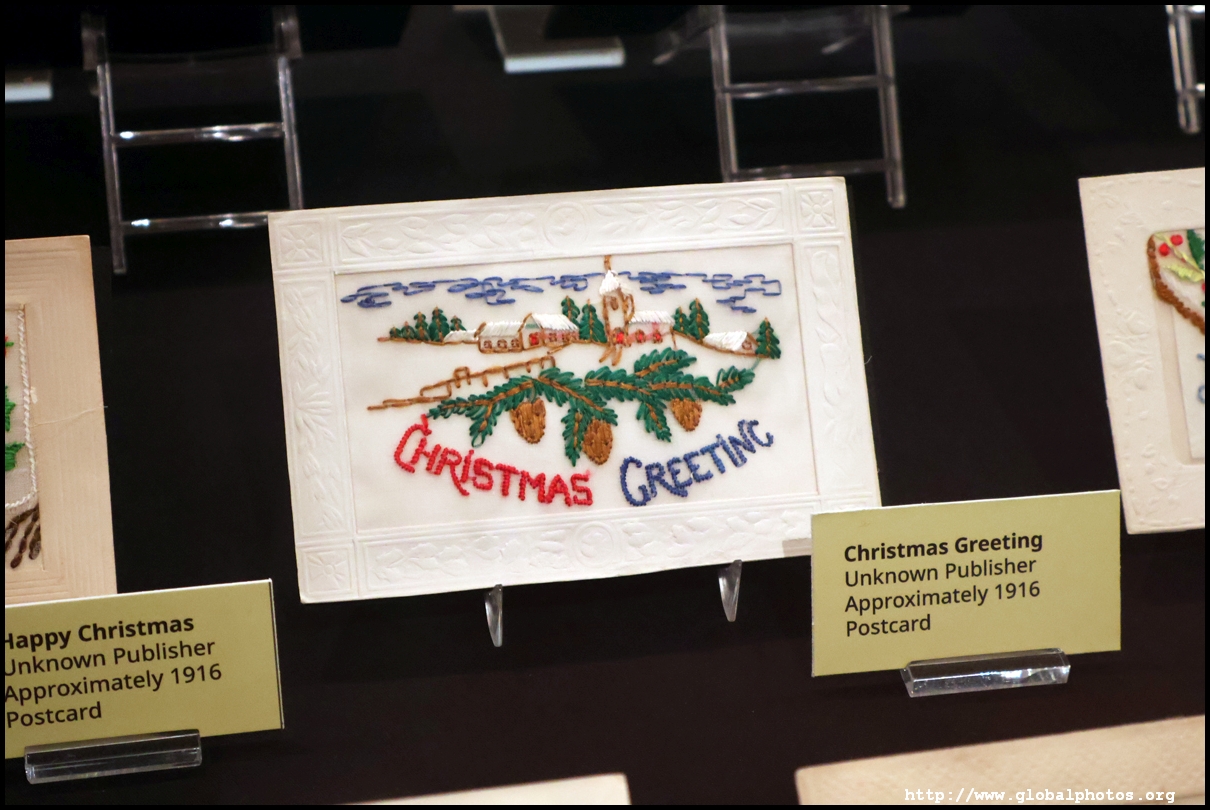 CHRISTMAS GREETING
Christmas Greeting
Unknown Publisher
Approximately 1916
Postcard
Happy Christmas
Unknown Publisher
Approximately 1916
Postcard
http://www.globalphotos.org